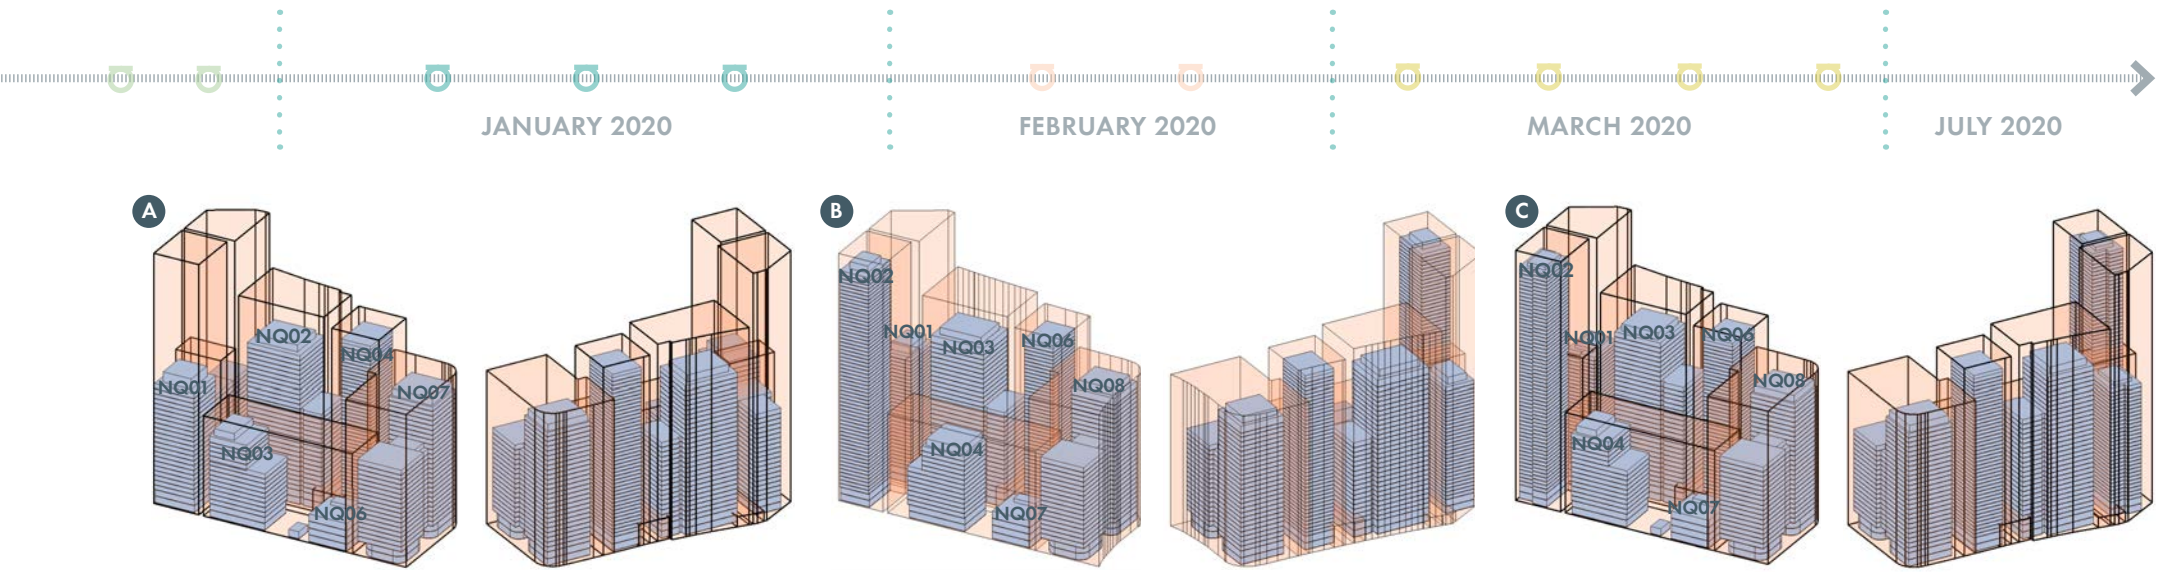 JANUARY 2020
FEBRUARY 2020
MARCH 2020
JULY 2020
A
NQ02
NQ04
NQ01
NQ07
NQ03
NQ06
B
NQ02
NQ01
NQ03
NQ06
NQ08
NQ04
NQ07
C
NQ02
NQ01
NQ03
NQ06
NQ08
NQ04
NQ07